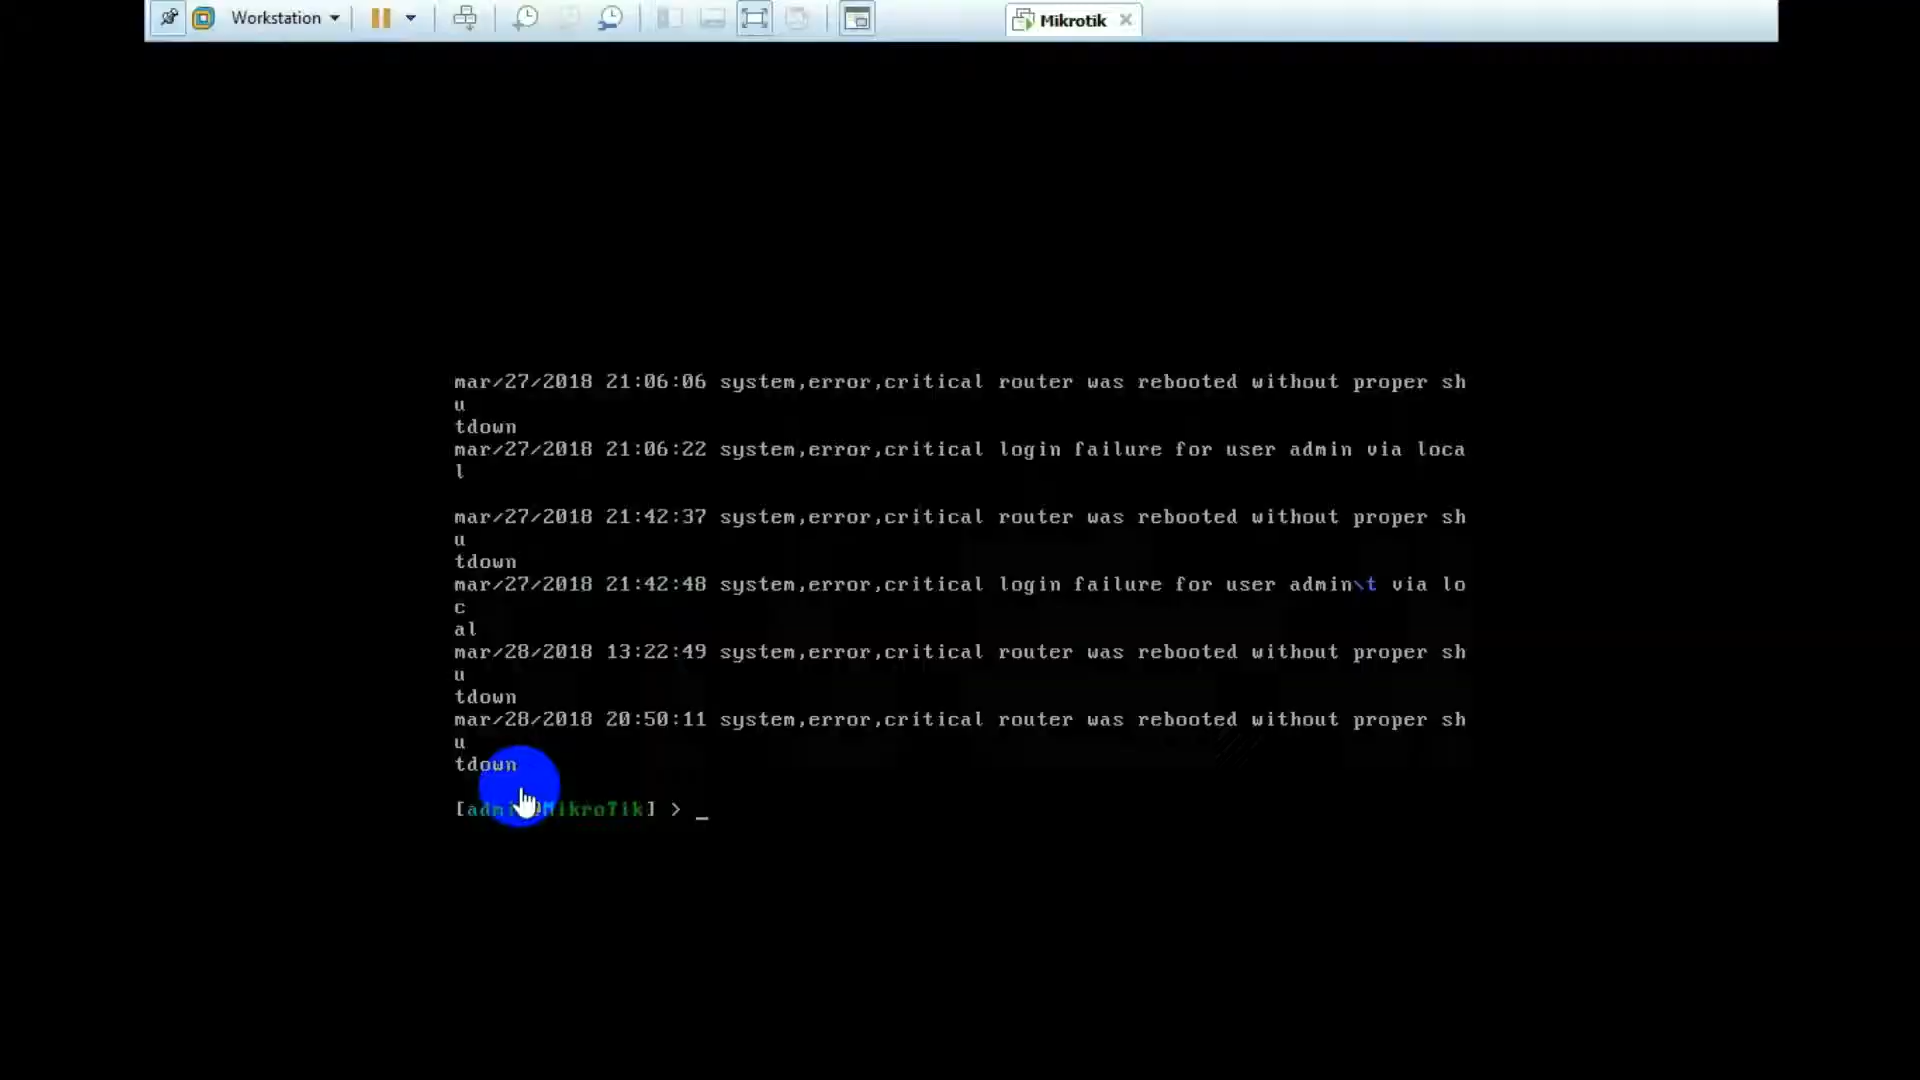 Workstation
Mikrotik
mar/27/2018 21:06:06 system,error,critical router was rebooted without proper sh
u
tdown
mar/27/2018 21:06:22 system,error,critical login failure for user admin via loca
l
mar/27/2018 21:42:37 system,error,critical router was rebooted without proper sh
u
tdown
mar/27/2018 21:42:48 system,error,critical login failure for user admin\t via lo
c
al
mar/28/2018 13:22:49 system,error,critical router was rebooted without proper sh
u
tdown
mar/28/2018 20:50:11 system,error,critical router was rebooted without proper sh
u
tdown
[admin@MikroTik] > _